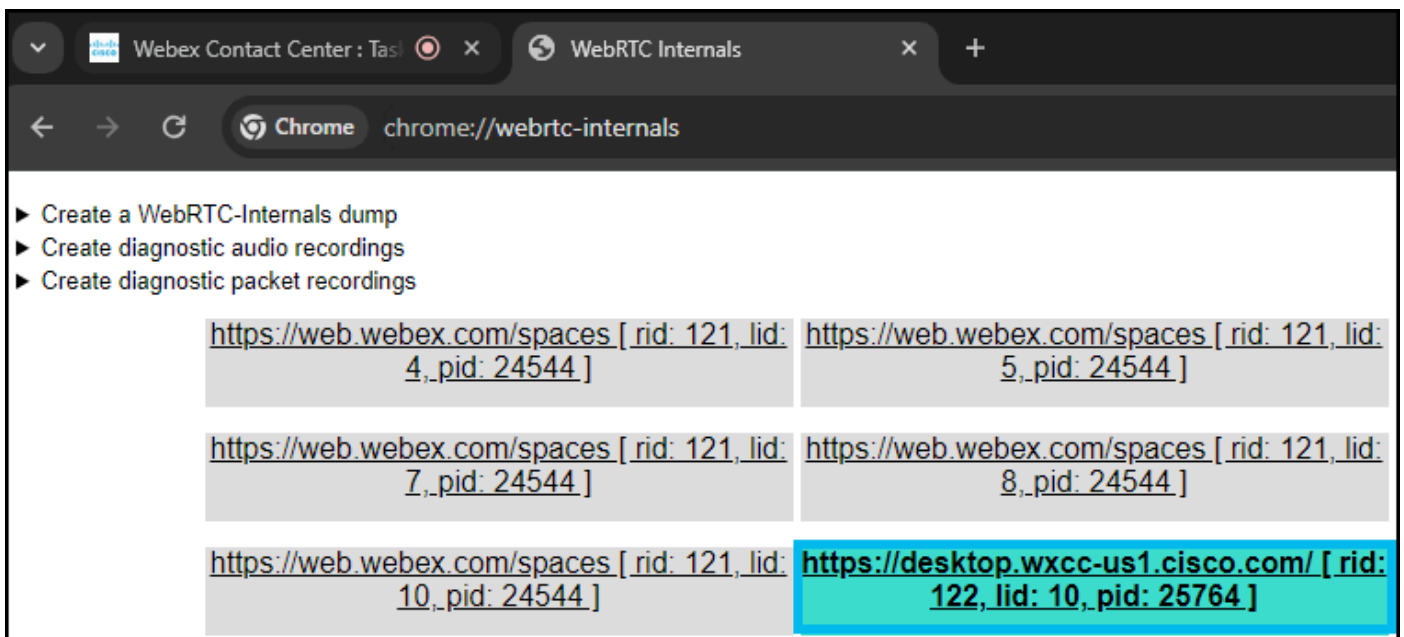 Webex Contact Center : Tas
WebRTC Internals
Chrome chrome://webrtc-internals
Create a WebRTC-Internals dump
Create diagnostic audio recordings
Create diagnostic packet recordings
https://web.webex.com/spaces [ rid: 121, lid:
4, pid: 24544 ]
https://web.webex.com/spaces [ rid: 121, lid:
5, pid: 24544 ]
https://web.webex.com/spaces [ rid: 121, lid:
7, pid: 24544 ]
https://web.webex.com/spaces [ rid: 121, lid:
8, pid: 24544 ]
https://web.webex.com/spaces [ rid: 121, lid:
10, pid: 24544 ]
https://desktop.wxcc-us1.cisco.com/ [ rid:
122, lid: 10, pid: 25764 ]